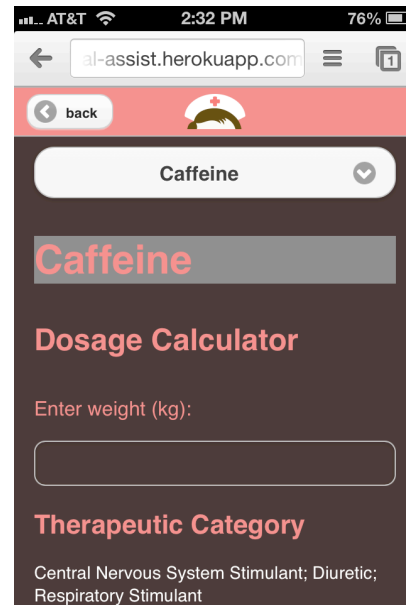 AT&T 2:32 PM 76%
al-assist.herokuapp.com 1
back
Caffeine
Caffeine
Dosage Calculator
Enter weight (kg):
Therapeutic Category
Central Nervous System Stimulant; Diuretic;
Respiratory Stimulant